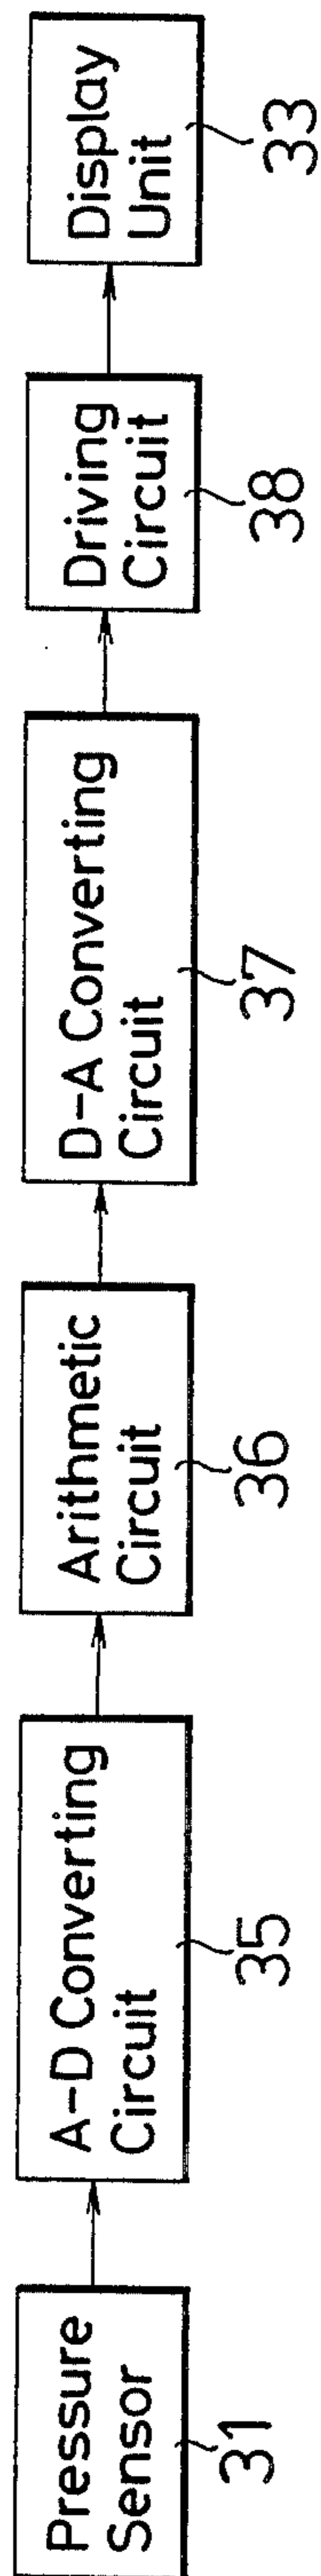 Pressure
Sensor
31
A-D Converting
Circuit
35
Arithmetic
Circuit
36
D-A Converting
Circuit
37
Driving
Circuit
38
Display
Unit
33